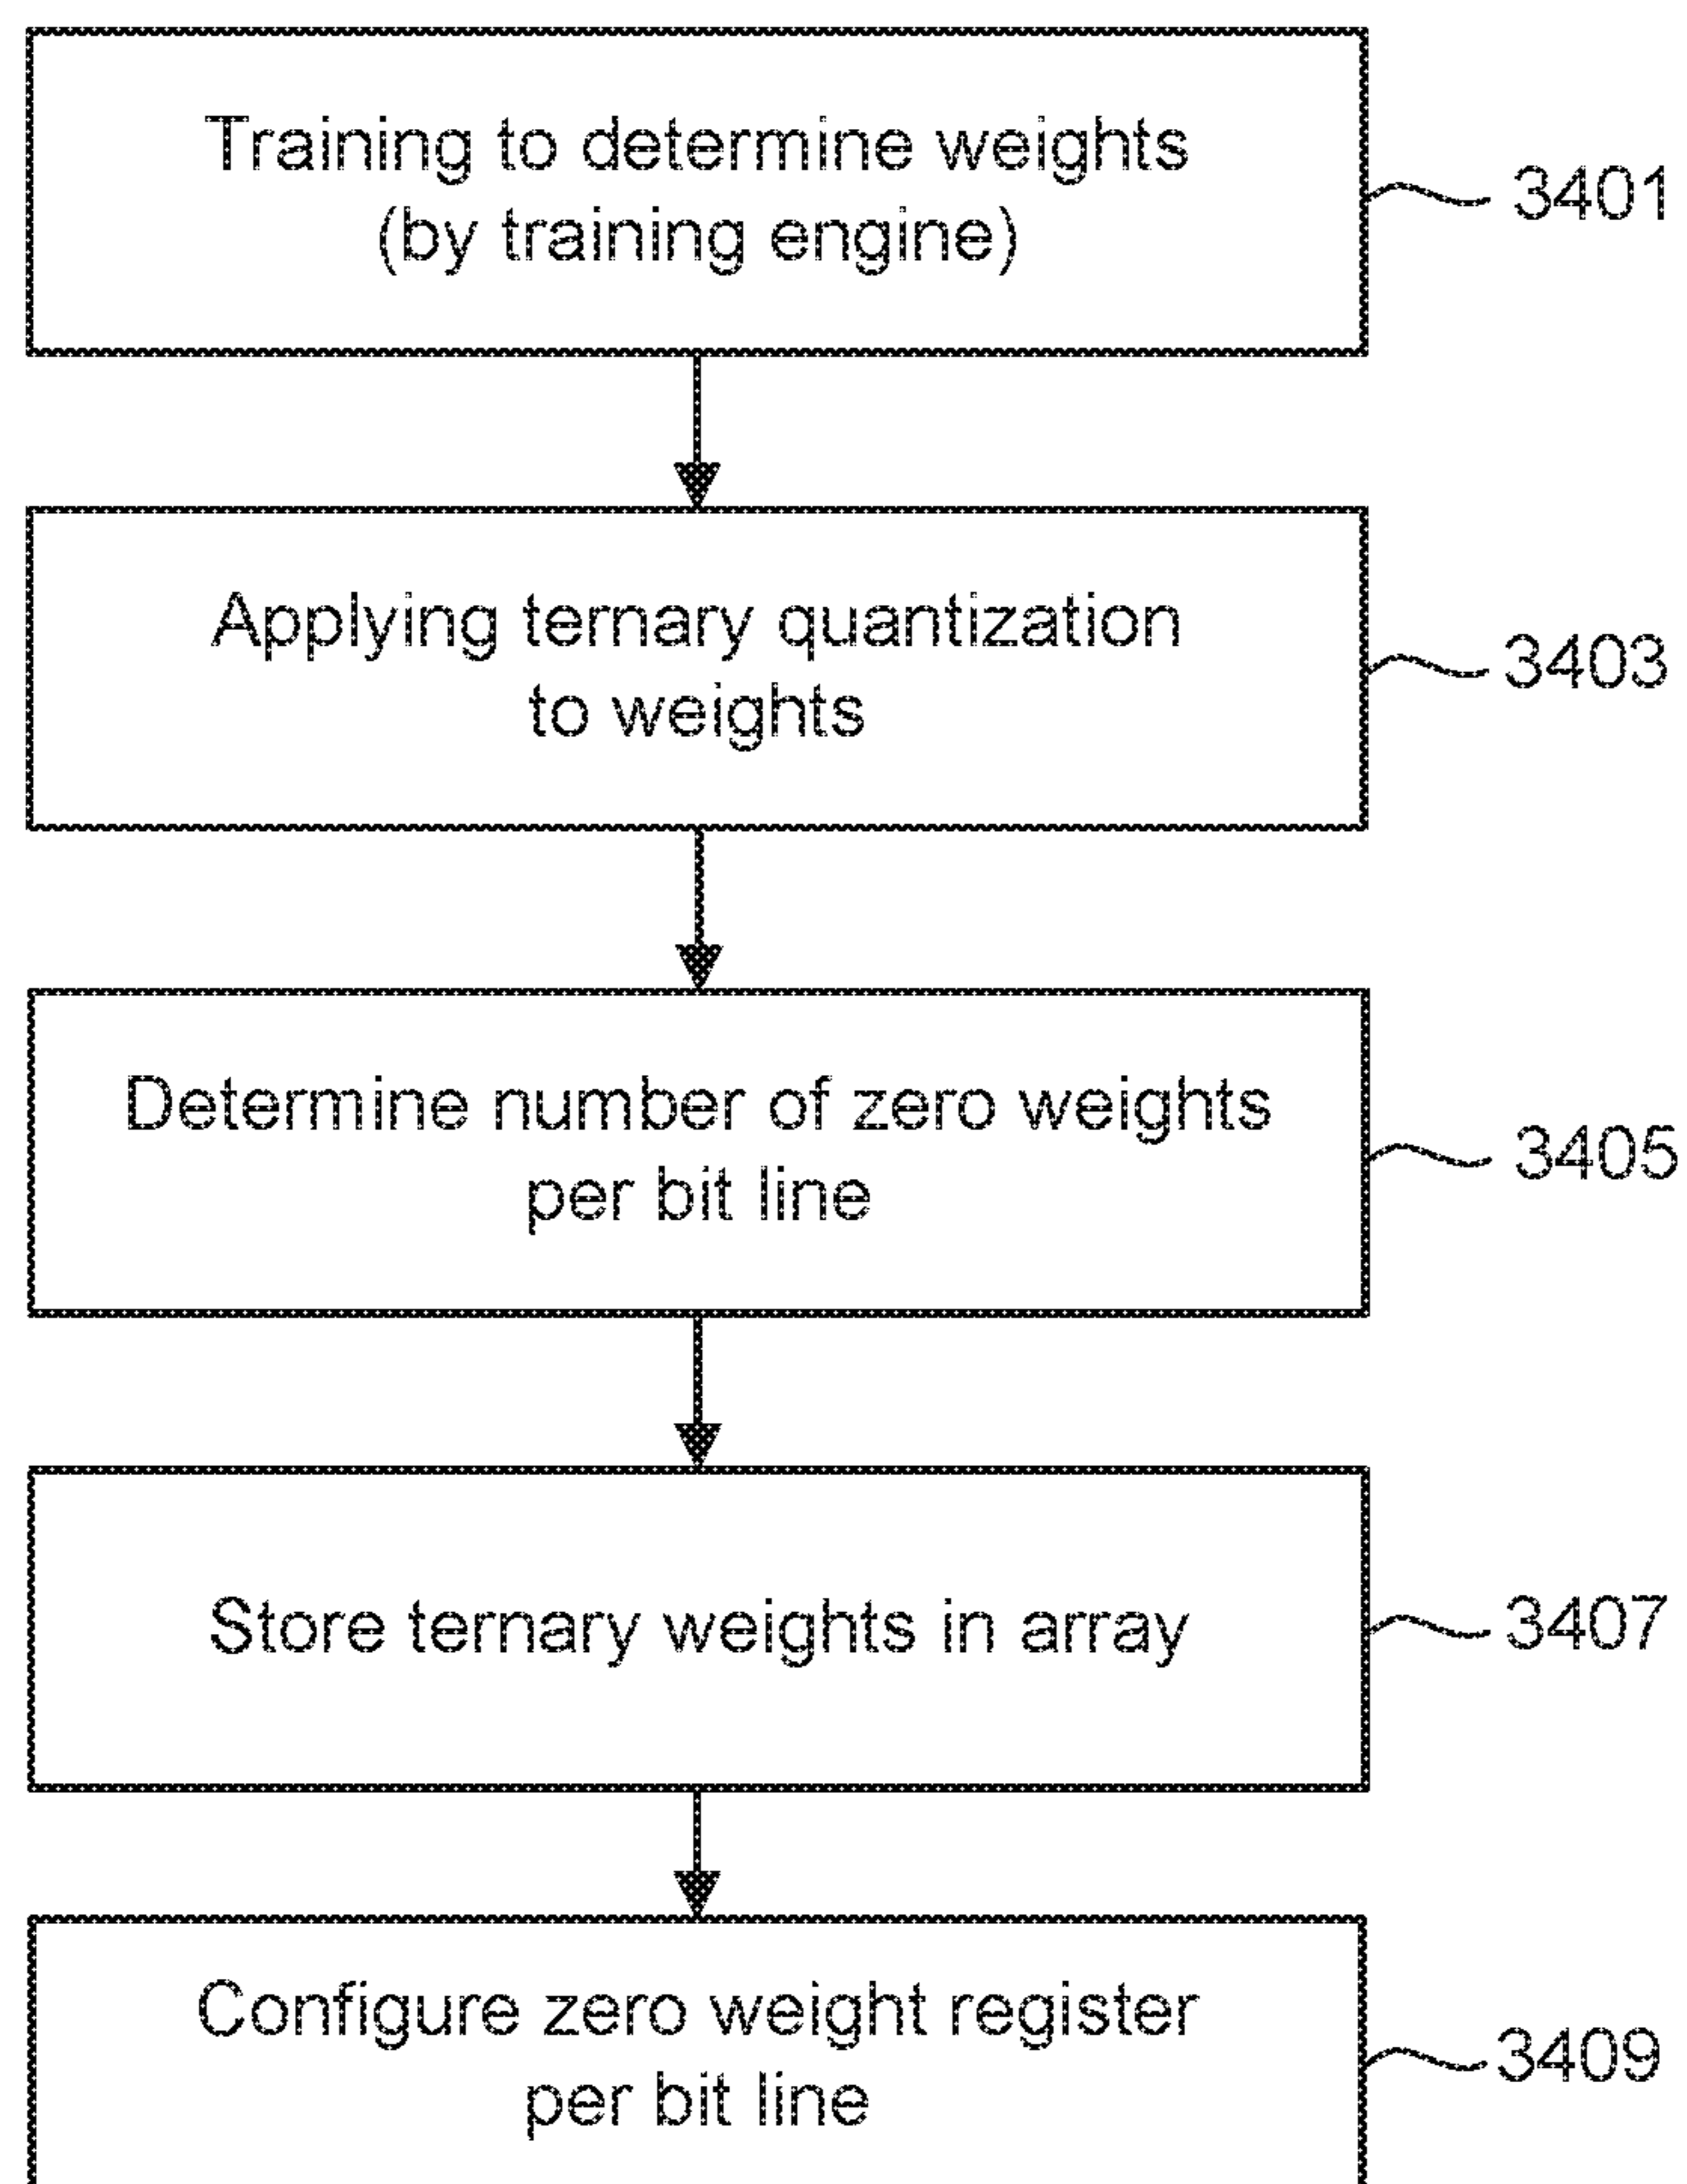 Training to determine weights
(by training engine)
3401
Applying ternary quantization
to weights
3403
Determine number of zero weights
per bit line
3405
Store ternary weights in array
3407
Configure zero weight register
per bit line
3409